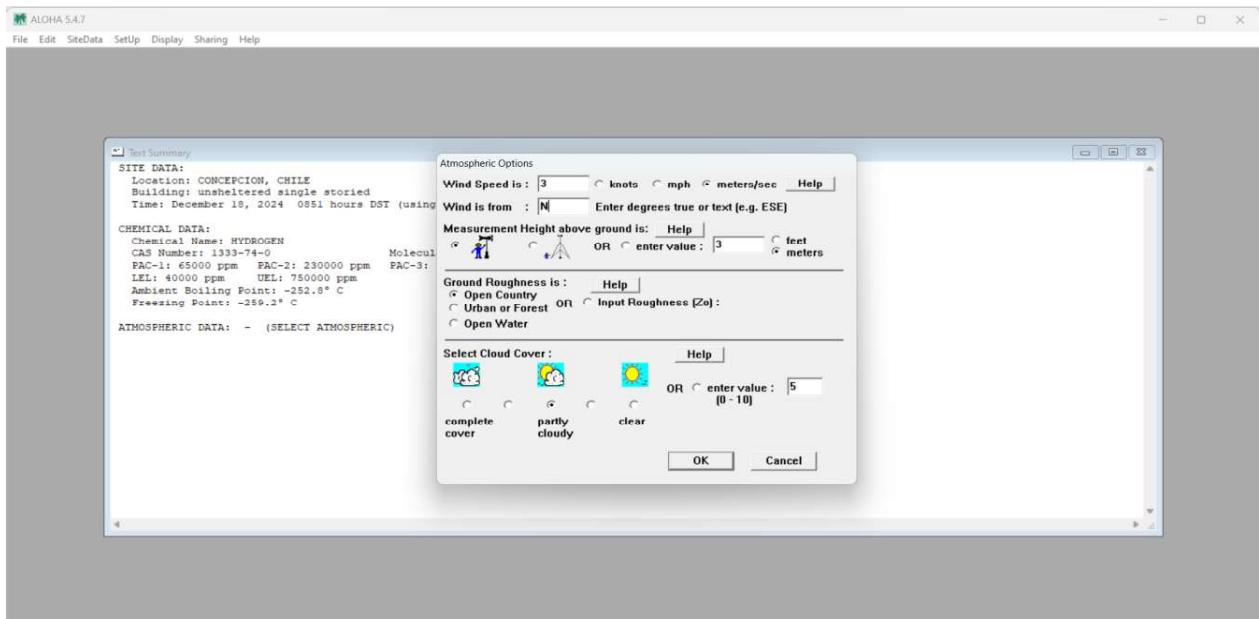 ALOHA 5.4.7
File Edit SiteData SetUp Display Sharing Help
Text Summary
SITE DATA:
Location: CONCEPCION, CHILE
Building: unsheltered single storied
Time: December 18, 2024 0851 hours DST (using
CHEMICAL DATA:
Chemical Name: HYDROGEN
CAS Number: 1333-74-0 Molecul
PAC-1: 65000 ppm PAC-2: 230000 ppm PAC-3:
LEL: 40000 ppm UEL: 750000 ppm
Ambient Boiling Point: -252.8° C
Freezing Point: -259.2° C
ATMOSPHERIC DATA: - (SELECT ATMOSPHERIC)
Atmospheric Options
Wind Speed is : 3 knots mph meters/sec Help
Wind is from : N Enter degrees true or text (e.g. ESE)
Measurement Height above ground is: Help
OR enter value : 3 feet
meters
Ground Roughness is : Help
Open Country
Urban or Forest OR Input Roughness (Zo) :
Open Water
Select Cloud Cover : Help
OR enter value : 5
(0 - 10)
complete cover partly cloudy clear
OK Cancel